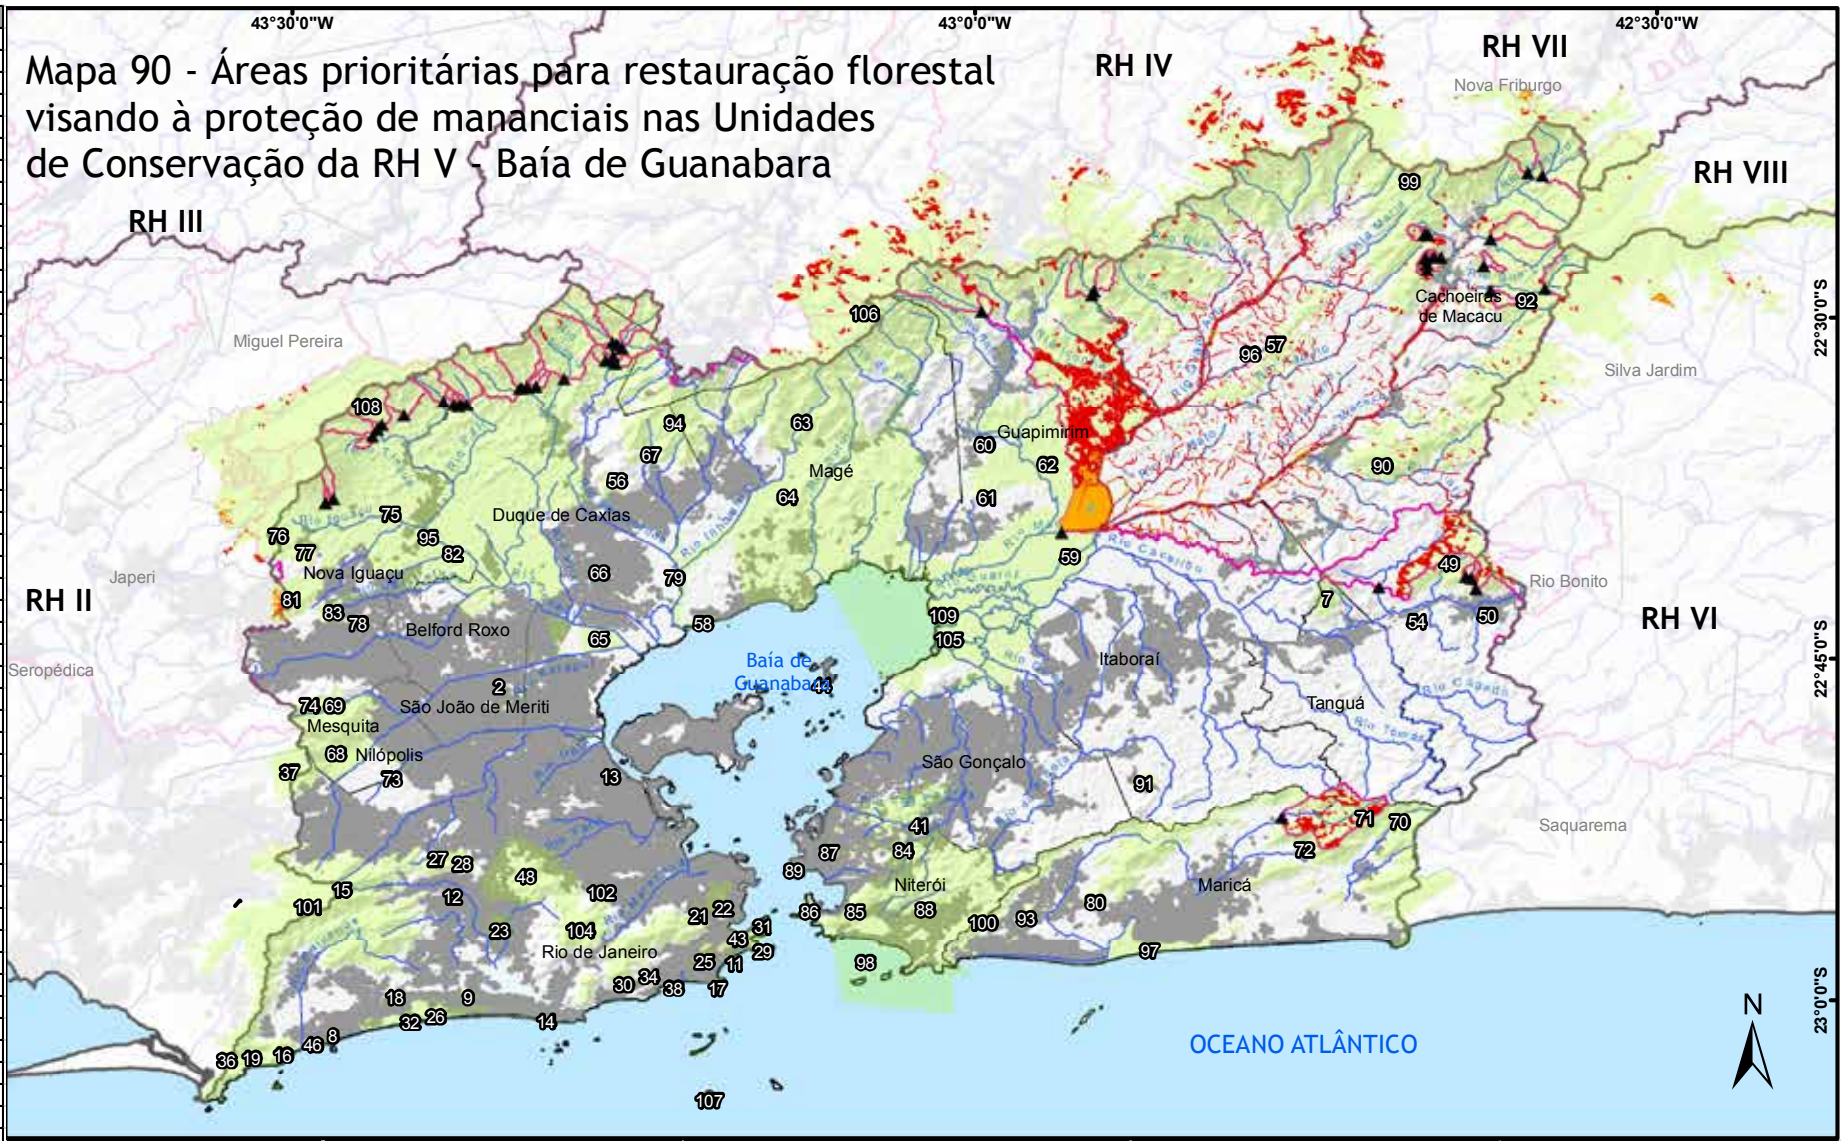 43°30'0"W
43°0'0"W
42°30'0"W
Mapa 90 - Áreas prioritárias para restauração florestal
visando à proteção de mananciais nas Unidades
de Conservação da RH V - Baía de Guanabara
RH IV
RH VII
Nova Friburgo
RH VIII
RH III
99
Cachoeiras
de Macacu
92
22°30'0"S
106
Miguel Pereira
96
57
Silva Jardim
108
94
63
60
Guapimirim
67
62
90
56
Magé
64
61
75
Duque de Caxias
76
95
77
82
59
Rio Caceribu
49
Nova Iguaçu
66
79
Japeri
Rio Bonito
RH II
81
7
83
78
58
109
54
50
RH VI
Belford Roxo
65
105
Seropédica
Baía de
Guanabara
44
Itaboraí
22°45'0"S
2
74
69
São João de Meriti
Tanguá
Mesquita
68
Nilópolis
37
73
13
São Gonçalo
91
41
71
70
Saquarema
87
84
72
27
28
89
48
15
12
102
Niterói
Maricá
101
80
21
22
86
85
88
100
93
23
104
31
43
Rio de Janeiro
29
97
25
11
98
30
34
38
17
18
9
23°0'0"S
32
26
14
8
46
OCEANO ATLÂNTICO
N
36
19
16
107